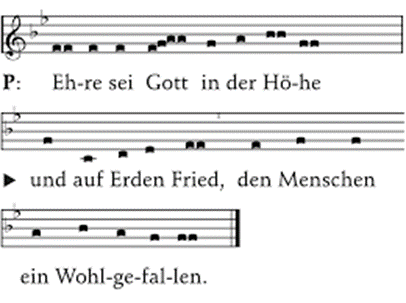 P: Eh-re sei Gott in der Hö-he
▶ und auf Erden Fried, den Menschen
ein Wohl-ge-fal-len.